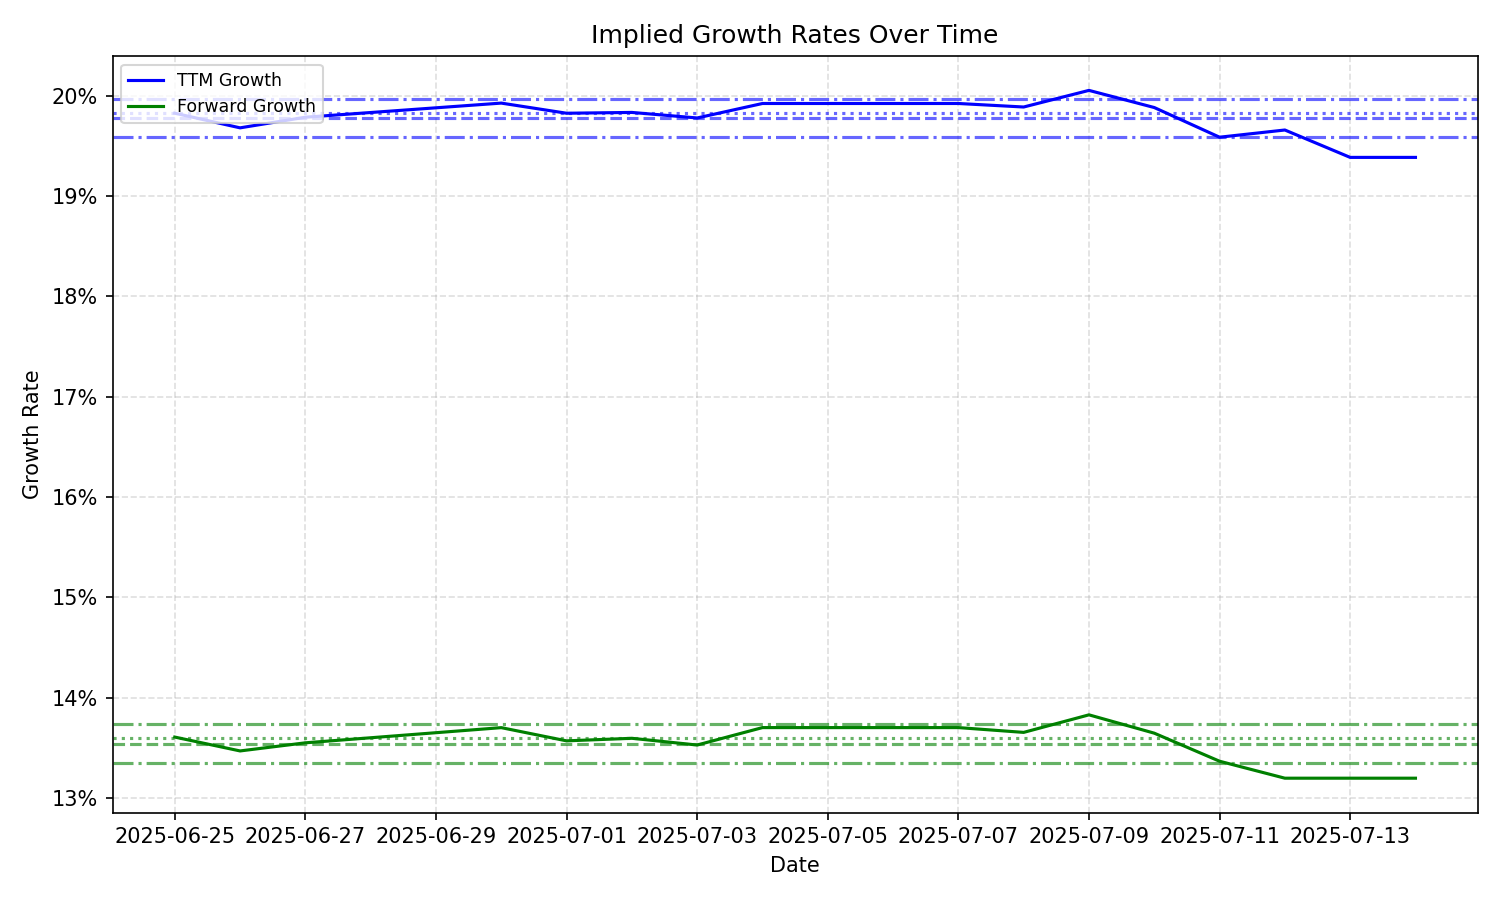 Implied Growth Rates Over Time
TTM Growth
Forward Growth
20%
19%
18%
17%
16%
15%
14%
13%
Growth Rate
2025-06-25 2025-06-27 2025-06-29 2025-07-01 2025-07-03 2025-07-05 2025-07-07 2025-07-09 2025-07-11 2025-07-13
Date